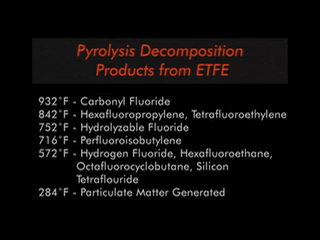 Pyrolysis Decomposition
Products from ETFE
932˚F - Carbonyl Fluoride
842˚F - Hexafluoropropylene, Tetrafluoroethylene
752˚F - Hydrolyzable Fluoride
716˚F - Perfluoroisobutylene
572˚F - Hydrogen Fluoride, Hexafluoroethane,
Octafluorocyclobutane, Silicon
Tetraflouride
284˚F - Particulate Matter Generated